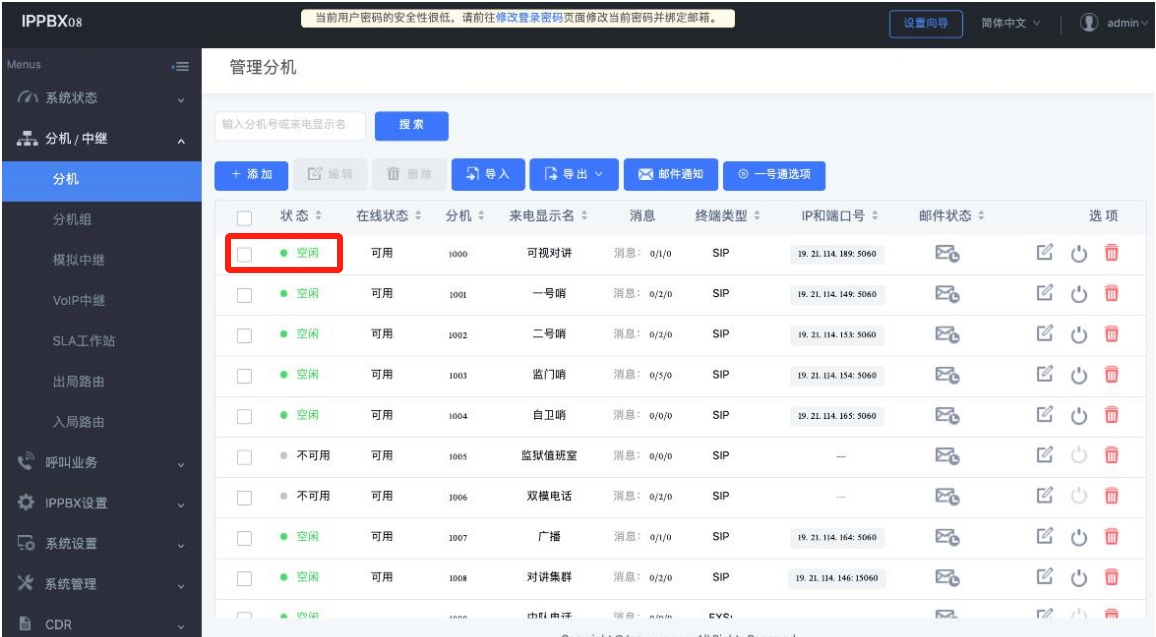 IPPBX08 当前用户密码的安全性很低，请前往修改登录密码页面修改当前密码并绑定邮箱。 设置向导 简体中文 admin
Menus
管理分机
系统状态
分机 / 中继
分机
分机组
模拟中继
VoIP中继
SLA工作站
出局路由
入局路由
呼叫业务
IPPBX设置
系统设置
系统管理
CDR
输入分机号或来电显示名 搜索
+ 添加 编辑 删除 导入 导出 邮件通知 一号通选项
状态 在线状态 分机 来电显示名 消息 终端类型 IP和端口号 邮件状态 选项
空闲 可用 1000 可视对讲 消息： 0/1/0 SIP 19. 21. 114. 189: 5060
空闲 可用 1001 一号哨 消息： 0/2/0 SIP 19. 21. 114. 149: 5060
空闲 可用 1002 二号哨 消息： 0/2/0 SIP 19. 21. 114. 153: 5060
空闲 可用 1003 监门哨 消息： 0/5/0 SIP 19. 21. 114. 154: 5060
空闲 可用 1004 自卫哨 消息： 0/0/0 SIP 19. 21. 114. 165: 5060
不可用 可用 1005 监狱值班室 消息： 0/0/0 SIP --
不可用 可用 1006 双模电话 消息： 0/2/0 SIP --
空闲 可用 1007 广播 消息： 0/1/0 SIP 19. 21. 114. 164: 5060
空闲 可用 1008 对讲集群 消息： 0/2/0 SIP 19. 21. 114. 146: 15060
空闲 可用 中队电话 消息：